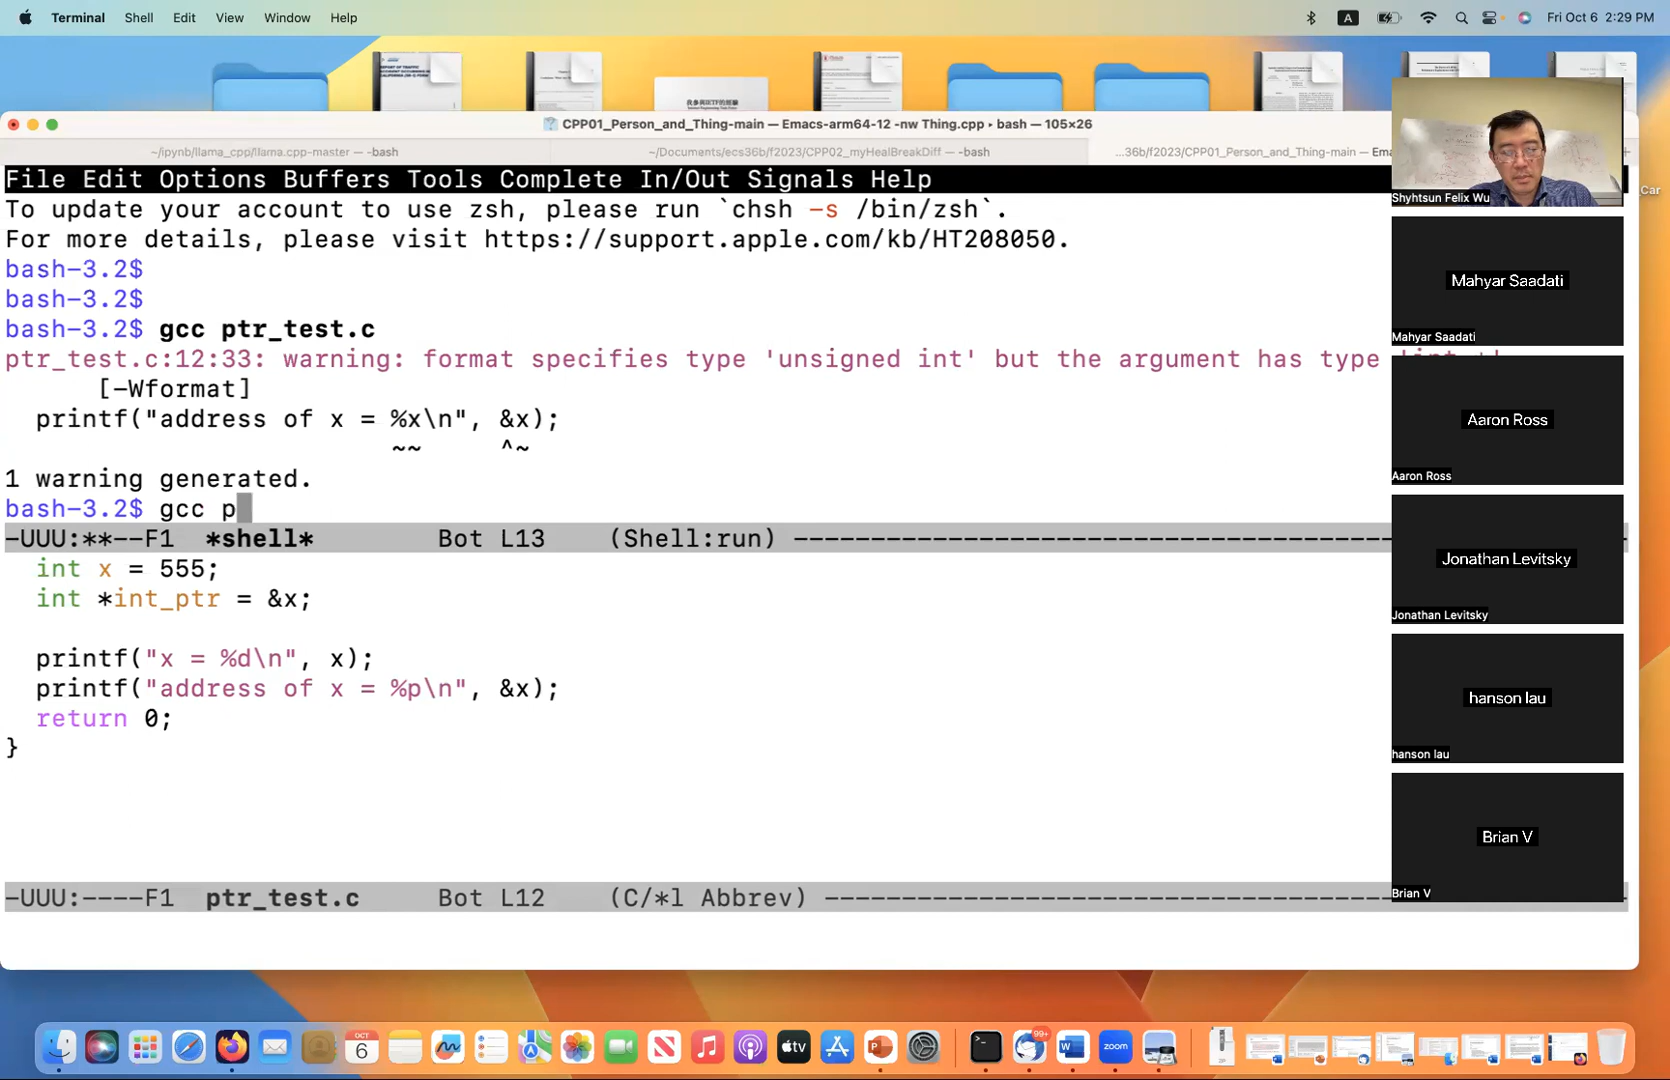 Terminal Shell Edit View Window Help
A Fri Oct 6 2:29 PM
CPP01_Person_and_Thing-main — Emacs-arm64-12 -nw Thing.cpp ▸ bash — 105×26
~/ipynb/llama_cpp/llama.cpp-master — -bash
~/Documents/ecs36b/f2023/CPP02_myHealBreakDiff — -bash
...36b/f2023/CPP01_Person_and_Thing-main — Ema
File Edit Options Buffers Tools Complete In/Out Signals Help
To update your account to use zsh, please run `chsh -s /bin/zsh`.
For more details, please visit https://support.apple.com/kb/HT208050.
bash-3.2$
bash-3.2$
bash-3.2$ gcc ptr_test.c
ptr_test.c:12:33: warning: format specifies type 'unsigned int' but the argument has type
[-Wformat]
printf("address of x = %x\n", &x);
~~ ^~
1 warning generated.
bash-3.2$ gcc p
-UUU:**--F1 *shell* Bot L13 (Shell:run) ---------------------------------------
int x = 555;
int *int_ptr = &x;
printf("x = %d\n", x);
printf("address of x = %p\n", &x);
return 0;
}
-UUU:----F1 ptr_test.c Bot L12 (C/*l Abbrev) -------------------------------------
Shyhtsun Felix Wu
Car
Mahyar Saadati
Mahyar Saadati
Aaron Ross
Aaron Ross
Jonathan Levitsky
Jonathan Levitsky
hanson lau
hanson lau
Brian V
Brian V
OCT
6
tv
99+
zoom